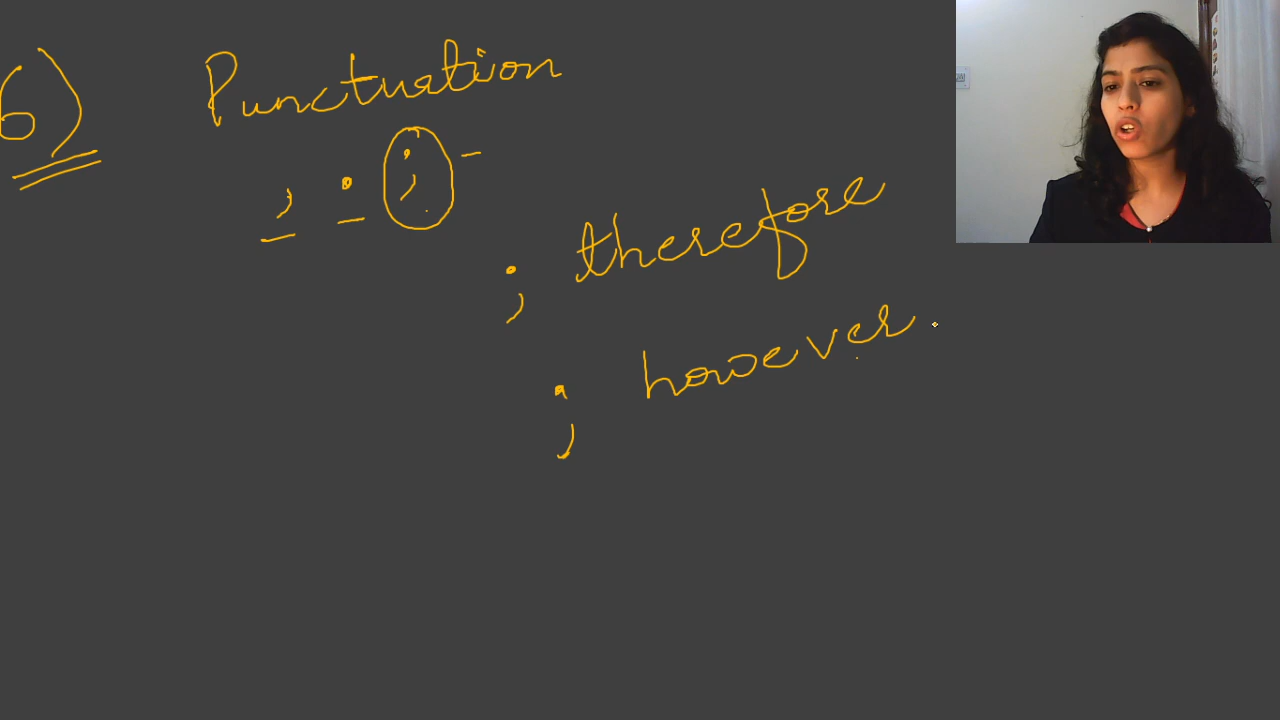 6) Punctuation
, . ; -
; therefore
; however